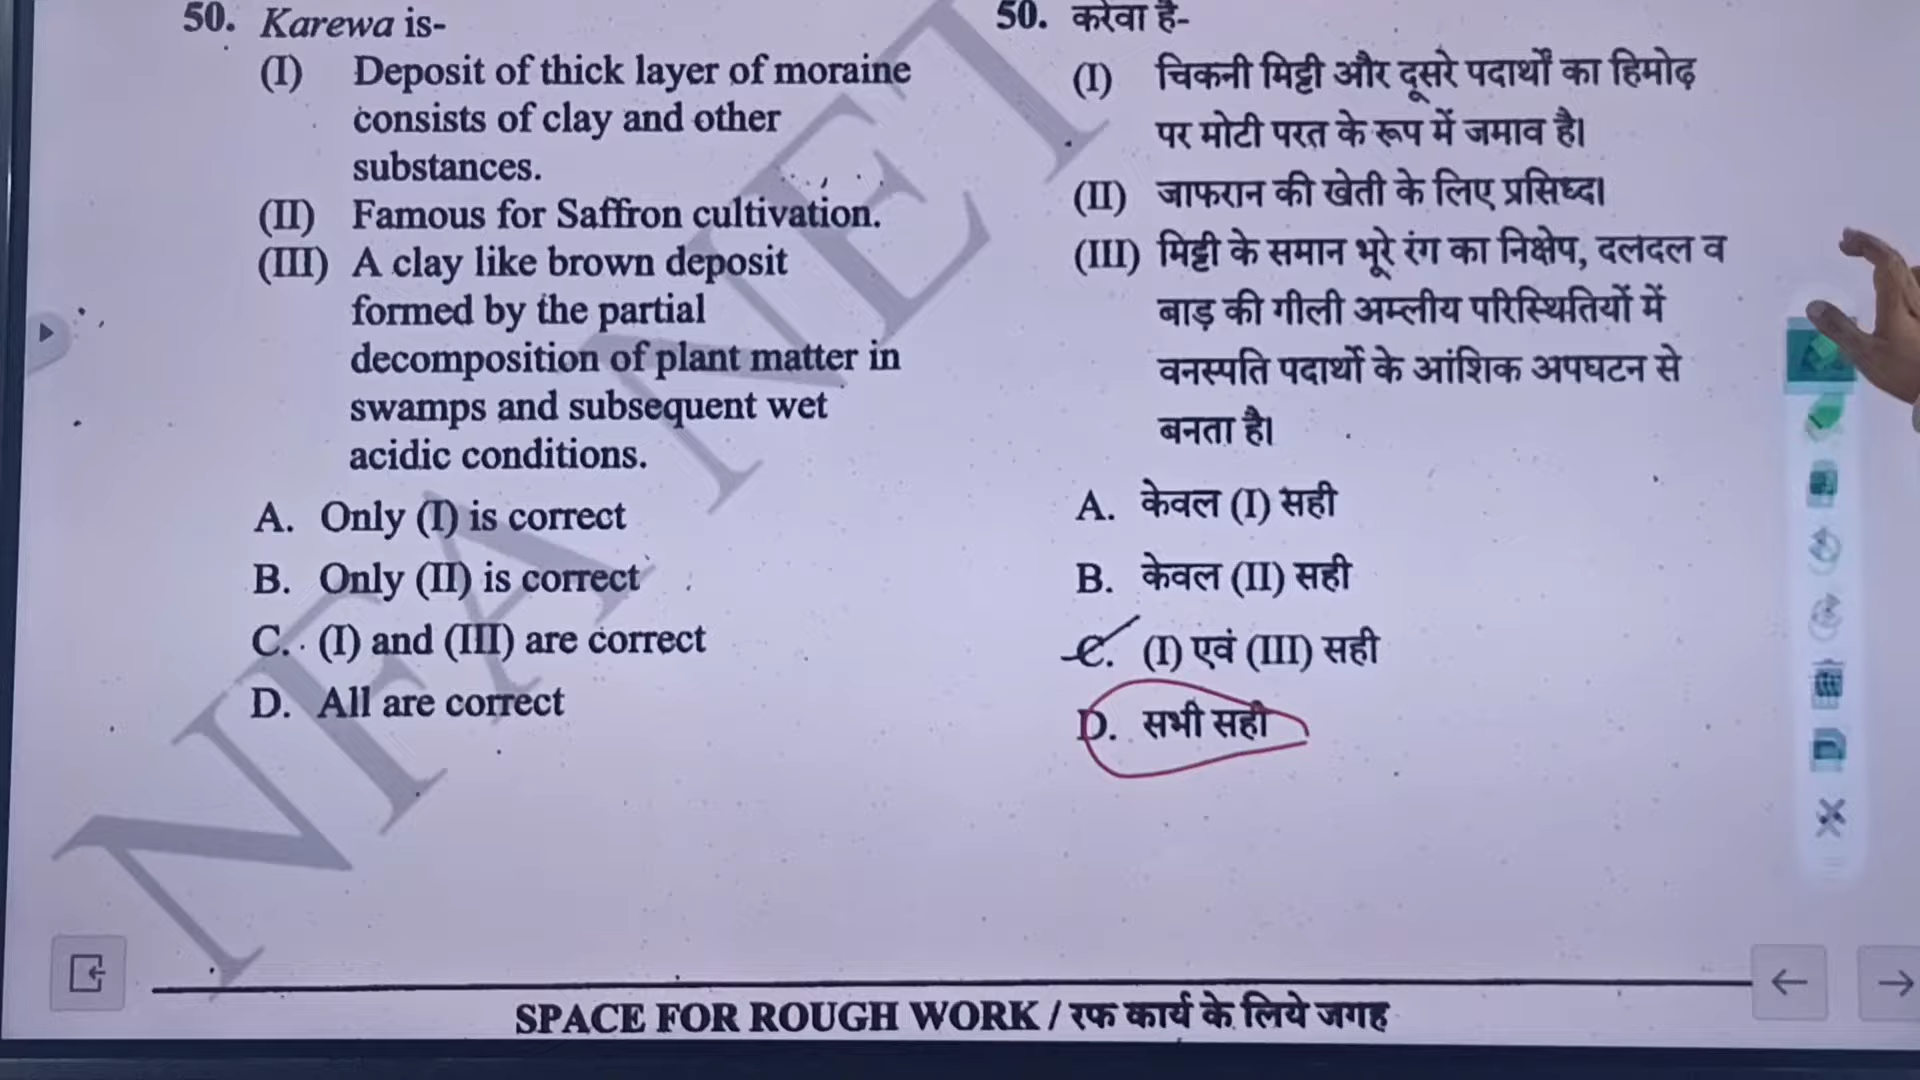 50. Karewa is-
(I) Deposit of thick layer of moraine
consists of clay and other
substances.
(II) Famous for Saffron cultivation.
(III) A clay like brown deposit
formed by the partial
decomposition of plant matter in
swamps and subsequent wet
acidic conditions.
A. Only (I) is correct
B. Only (II) is correct
C. (I) and (III) are correct
D. All are correct
50. करेवा है-
(I) चिकनी मिट्टी और दूसरे पदार्थों का हिमोढ़
पर मोटी परत के रूप में जमाव है।
(II) जाफरान की खेती के लिए प्रसिध्द।
(III) मिट्टी के समान भूरे रंग का निक्षेप, दलदल व
बाड़ की गीली अम्लीय परिस्थितियों में
वनस्पति पदार्थो के आंशिक अपघटन से
बनता है।
A. केवल (I) सही
B. केवल (II) सही
C. (I) एवं (III) सही
D. सभी सही
NFA NET
SPACE FOR ROUGH WORK / रफ कार्य के लिये जगह